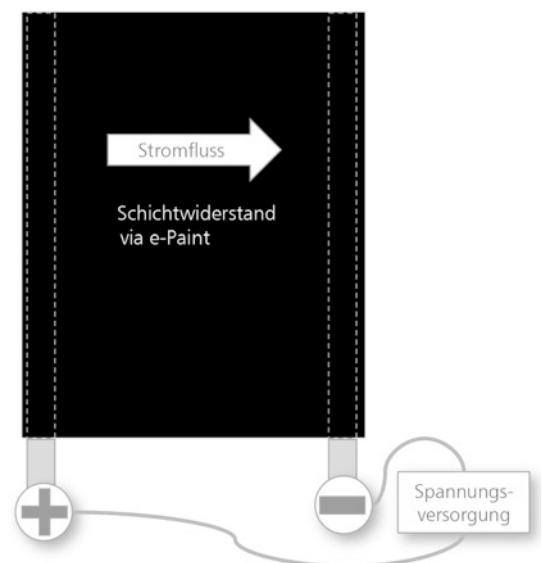 Stromfluss
Schichtwiderstand
via e-Paint
Spannungs-
versorgung